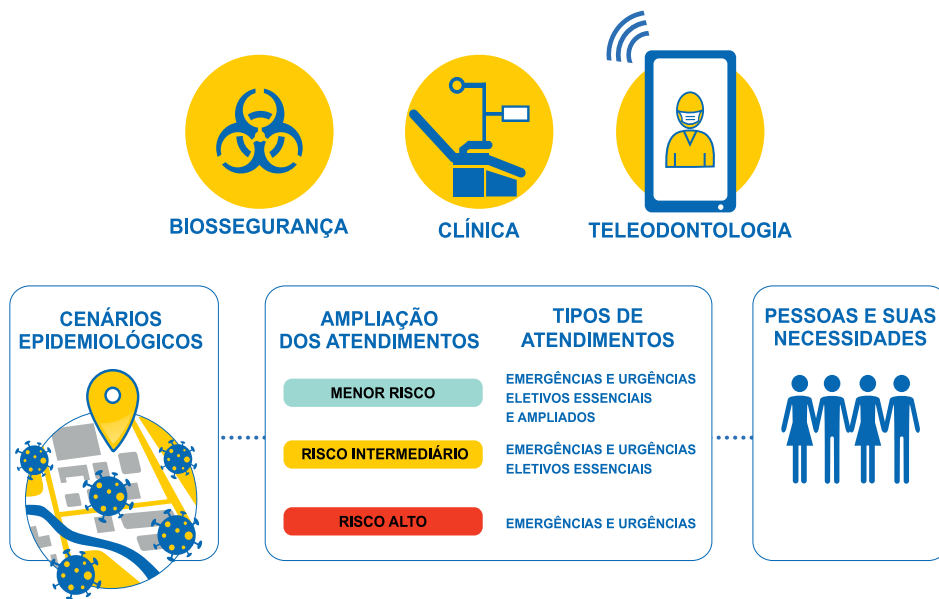 BIOSSEGURANÇA
CLÍNICA
TELEODONTOLOGIA
CENÁRIOS
EPIDEMIOLÓGICOS
AMPLIAÇÃO
DOS ATENDIMENTOS
TIPOS DE
ATENDIMENTOS
MENOR RISCO
EMERGÊNCIAS E URGÊNCIAS
ELETIVOS ESSENCIAIS
E AMPLIADOS
RISCO INTERMEDIÁRIO
EMERGÊNCIAS E URGÊNCIAS
ELETIVOS ESSENCIAIS
RISCO ALTO
EMERGÊNCIAS E URGÊNCIAS
PESSOAS E SUAS
NECESSIDADES